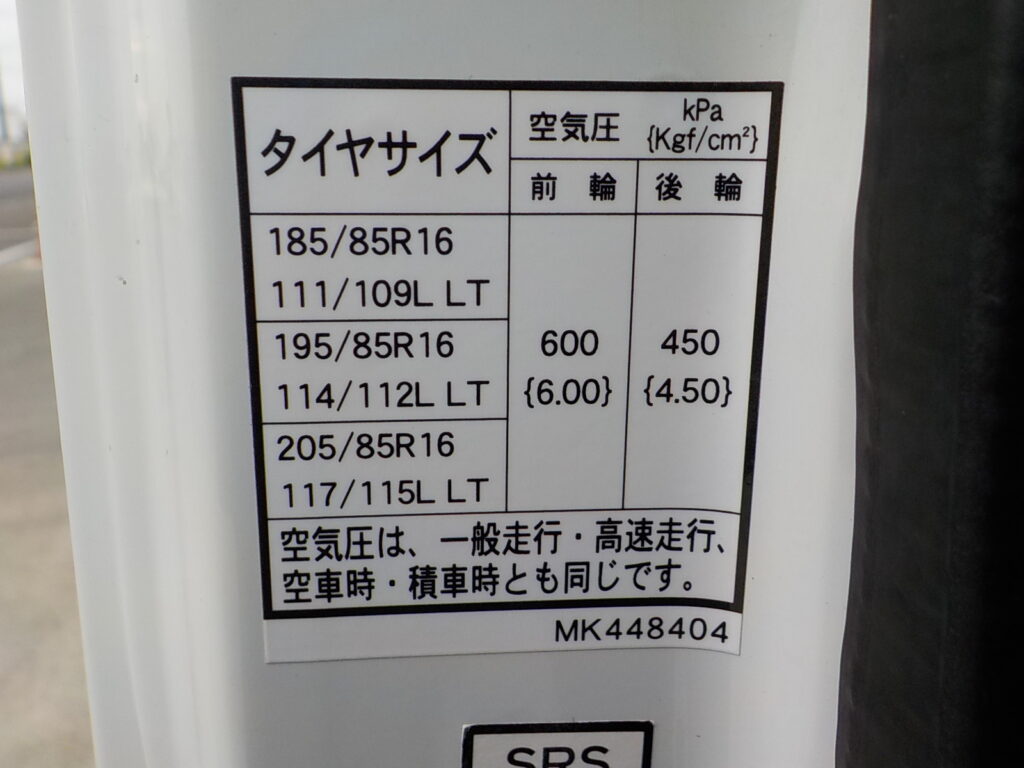 タイヤサイズ
空気圧 kPa
{Kgf/cm²}
前輪 後輪
185/85R16
111/109L LT
195/85R16
114/112L LT
205/85R16
117/115L LT
600 450
{6.00} {4.50}
空気圧は、一般走行・高速走行、
空車時・積車時とも同じです。
MK448404
SRS